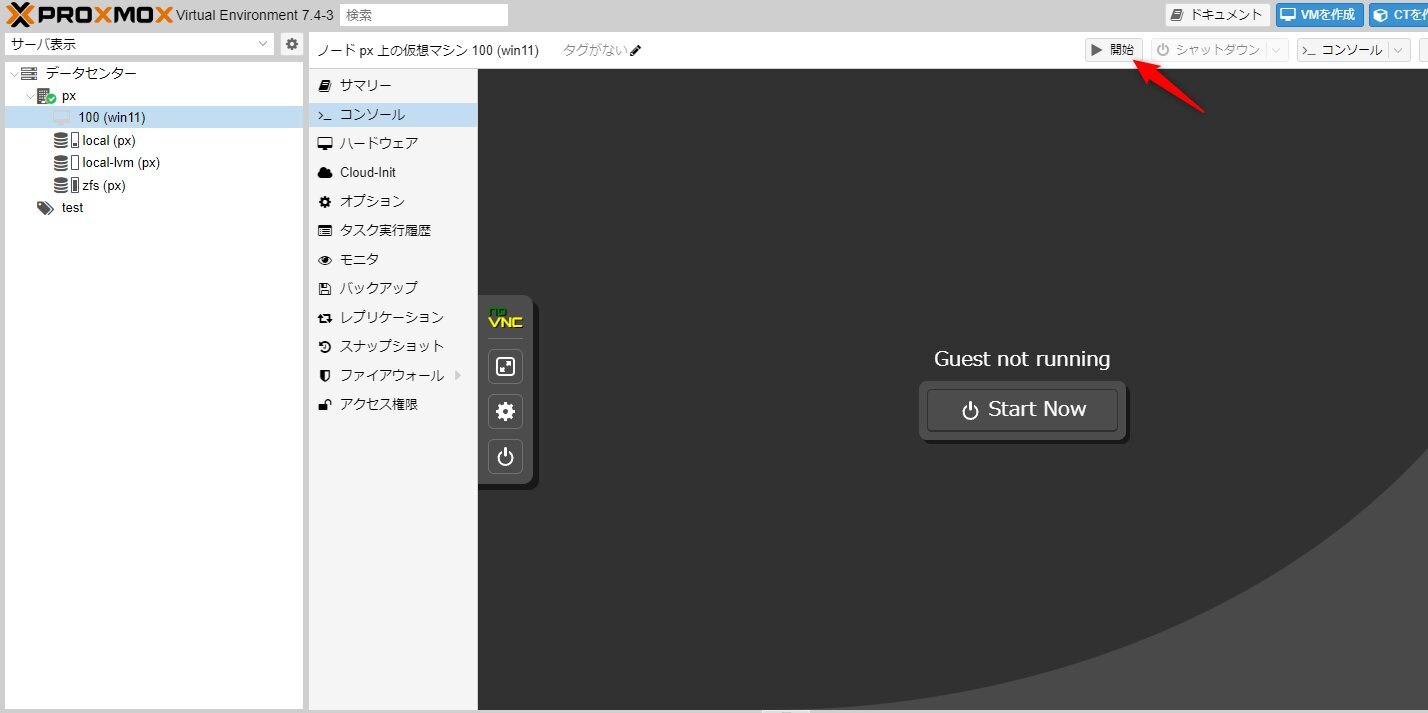 PROXMOX Virtual Environment 7.4-3 検索 ドキュメント VMを作成 CTを
サーバ表示
ノード px 上の仮想マシン 100 (win11) タグがない 開始 シャットダウン >_ コンソール
データセンター
px
100 (win11)
local (px)
local-lvm (px)
zfs (px)
test
サマリー
>_ コンソール
ハードウェア
Cloud-Init
オプション
タスク実行履歴
モニタ
バックアップ
レプリケーション
スナップショット
ファイアウォール
アクセス権限
no
VNC
Guest not running
Start Now